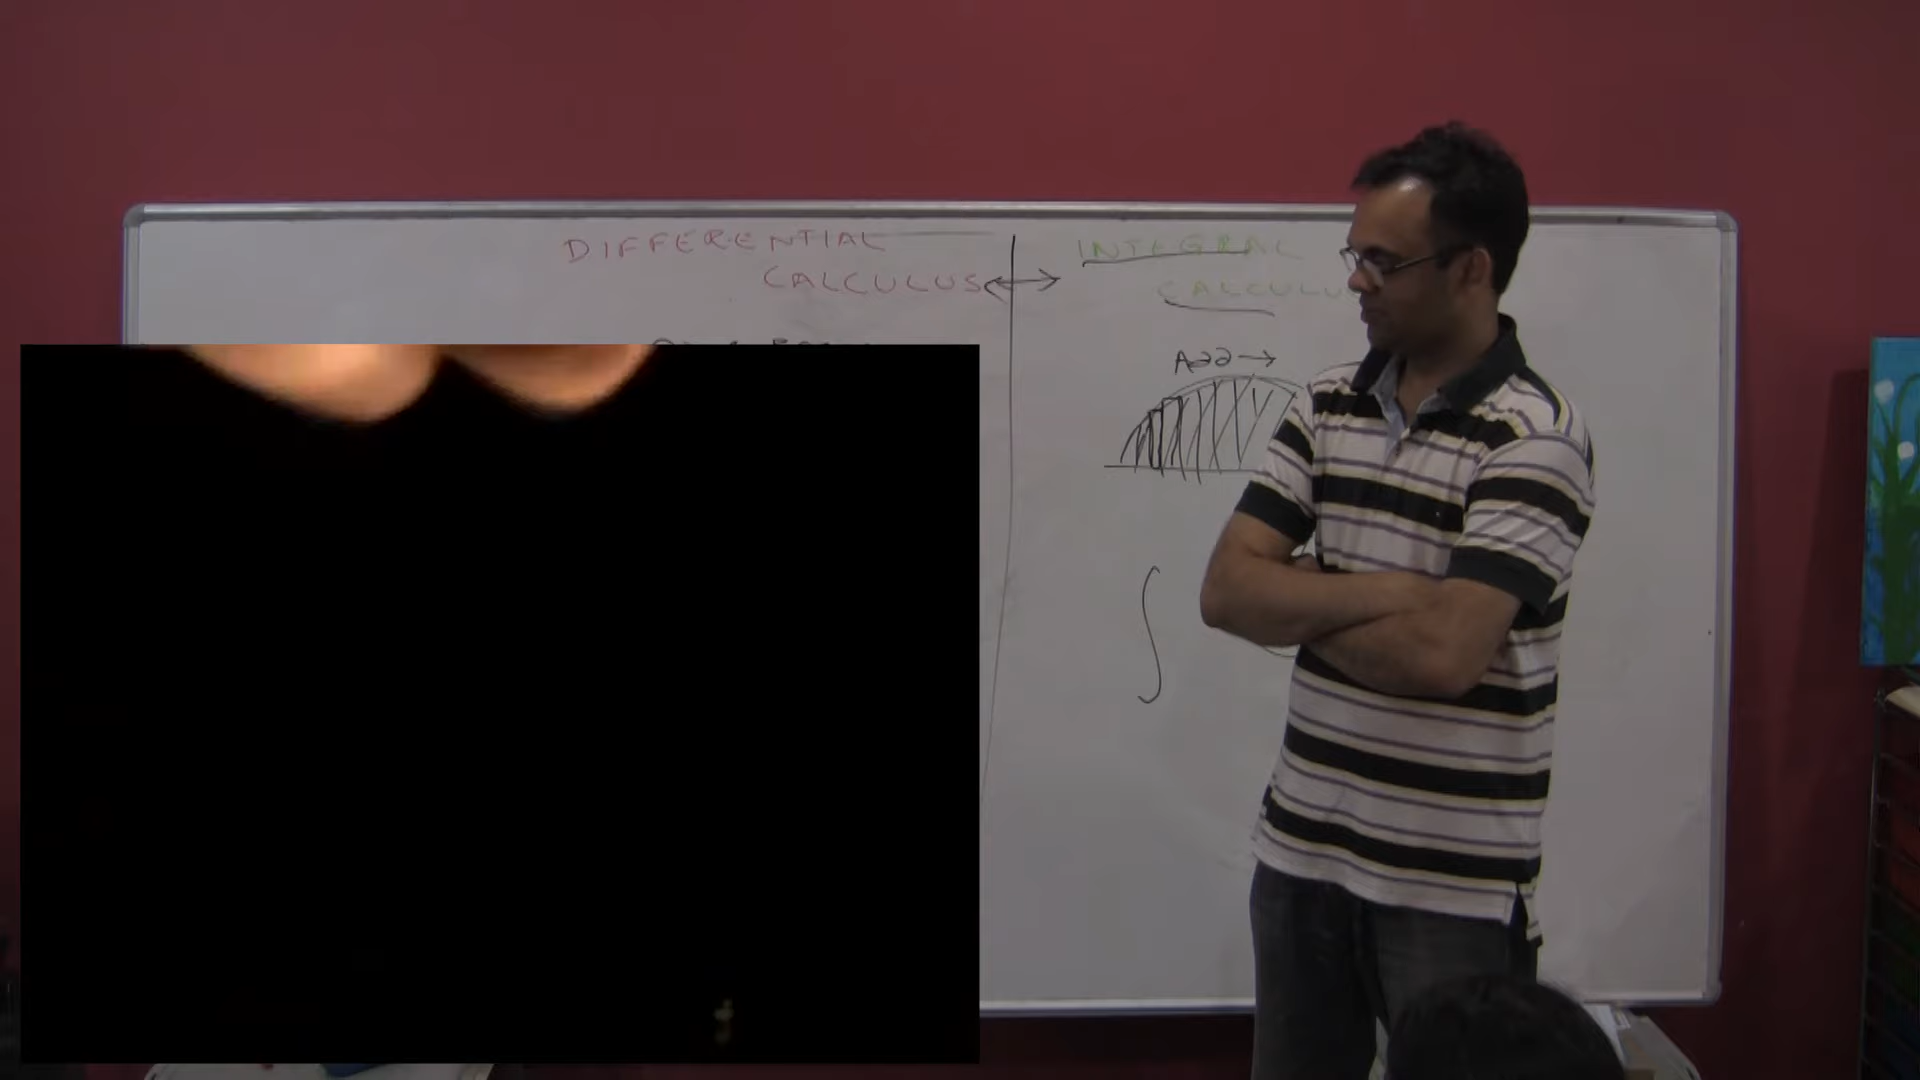 DIFFERENTIAL
CALCULUS
INTEGRAL
CALCULUS
Add →
∫